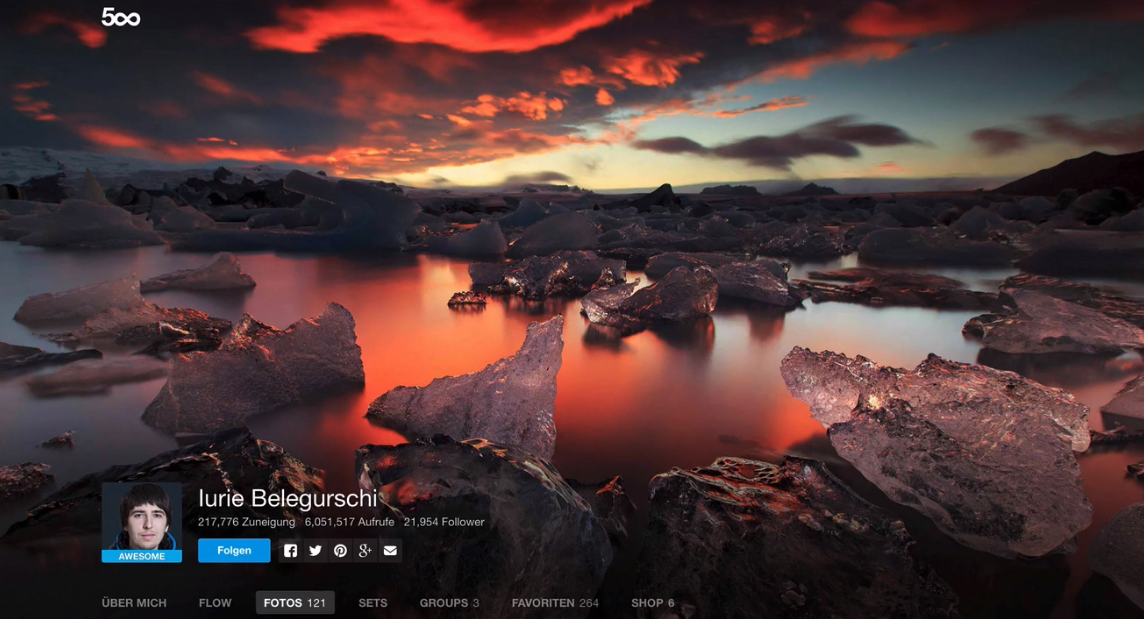 500
Iurie Belegurschi
217,776 Zuneigung 6,051,517 Aufrufe 21,954 Follower
AWESOME
Folgen
ÜBER MICH FLOW FOTOS 121 SETS GROUPS 3 FAVORITEN 264 SHOP 6